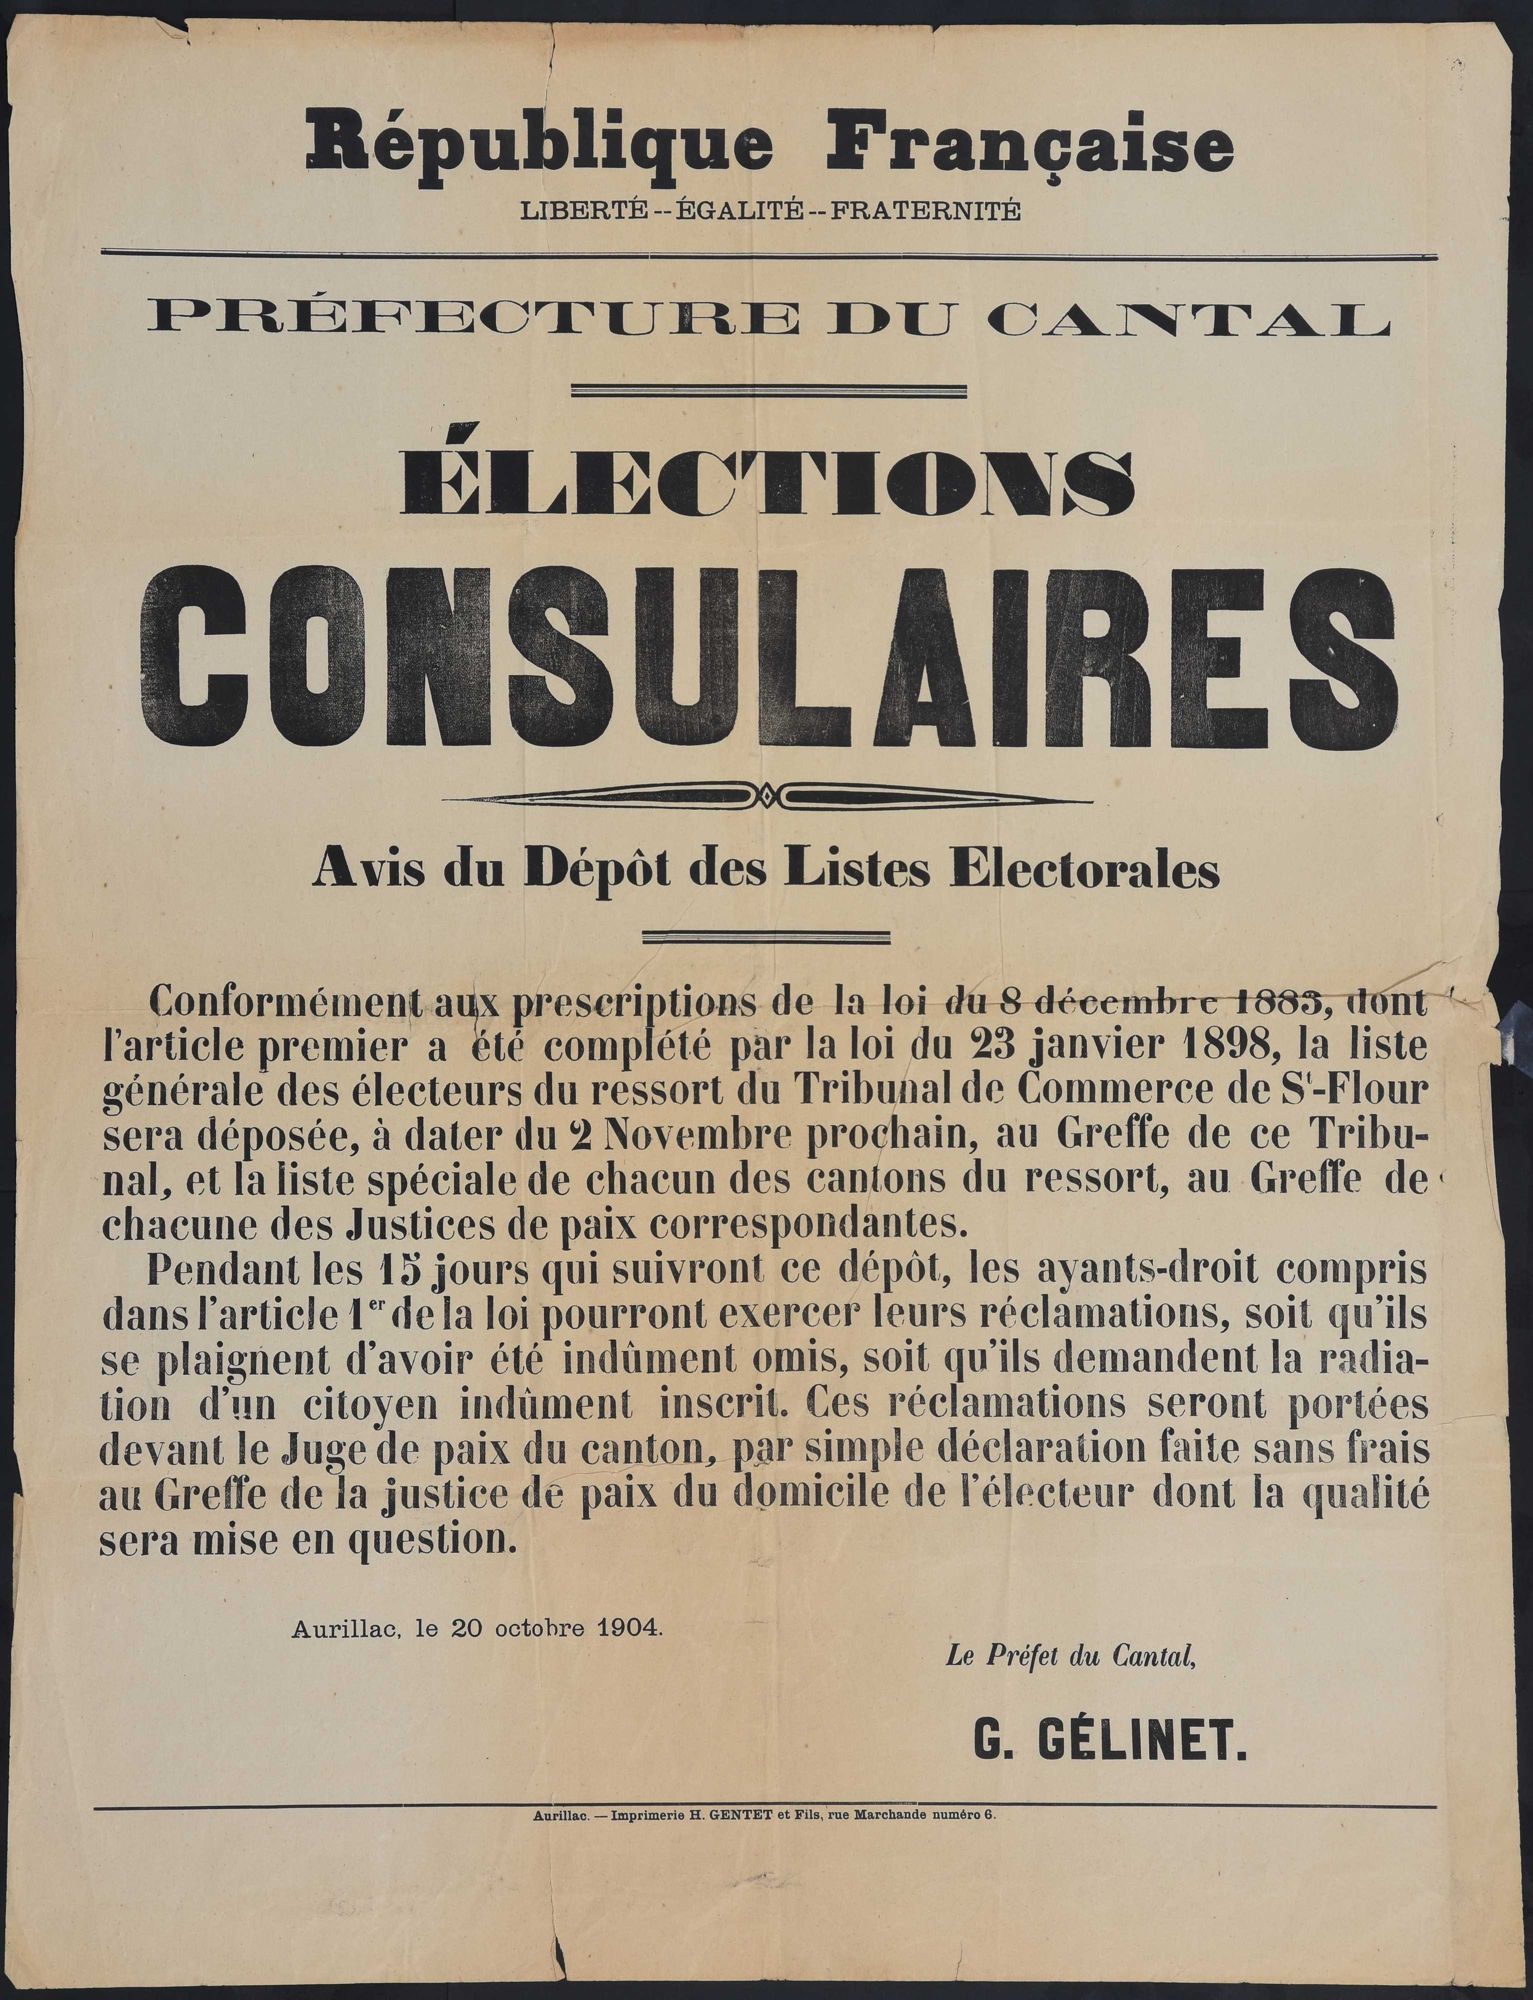 République Française
LIBERTÉ -- ÉGALITÉ -- FRATERNITÉ
PRÉFECTURE DU CANTAL
ÉLECTIONS
CONSULAIRES
Avis du Dépôt des Listes Electorales
Conformément aux prescriptions de la loi du 8 décembre 1883, dont
l'article premier a été complété par la loi du 23 janvier 1898, la liste
générale des électeurs du ressort du Tribunal de Commerce de St-Flour
sera déposée, à dater du 2 Novembre prochain, au Greffe de ce Tribu-
nal, et la liste spéciale de chacun des cantons du ressort, au Greffe de
chacune des Justices de paix correspondantes.
Pendant les 15 jours qui suivront ce dépôt, les ayants-droit compris
dans l'article 1er de la loi pourront exercer leurs réclamations, soit qu'ils
se plaignent d'avoir été indûment omis, soit qu'ils demandent la radia-
tion d'un citoyen indûment inscrit. Ces réclamations seront portées
devant le Juge de paix du canton, par simple déclaration faite sans frais
au Greffe de la justice de paix du domicile de l'électeur dont la qualité
sera mise en question.
Aurillac, le 20 octobre 1904.
Le Préfet du Cantal,
G. GÉLINET.
Aurillac. — Imprimerie H. GENTET et Fils, rue Marchande numéro 6.